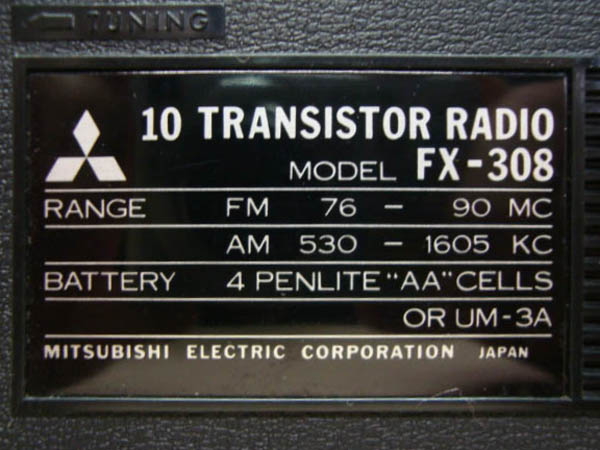 TUNING
10 TRANSISTOR RADIO
MODEL FX-308
RANGE FM 76 - 90 MC
AM 530 - 1605 KC
BATTERY 4 PENLITE "AA" CELLS
OR UM-3A
MITSUBISHI ELECTRIC CORPORATION JAPAN